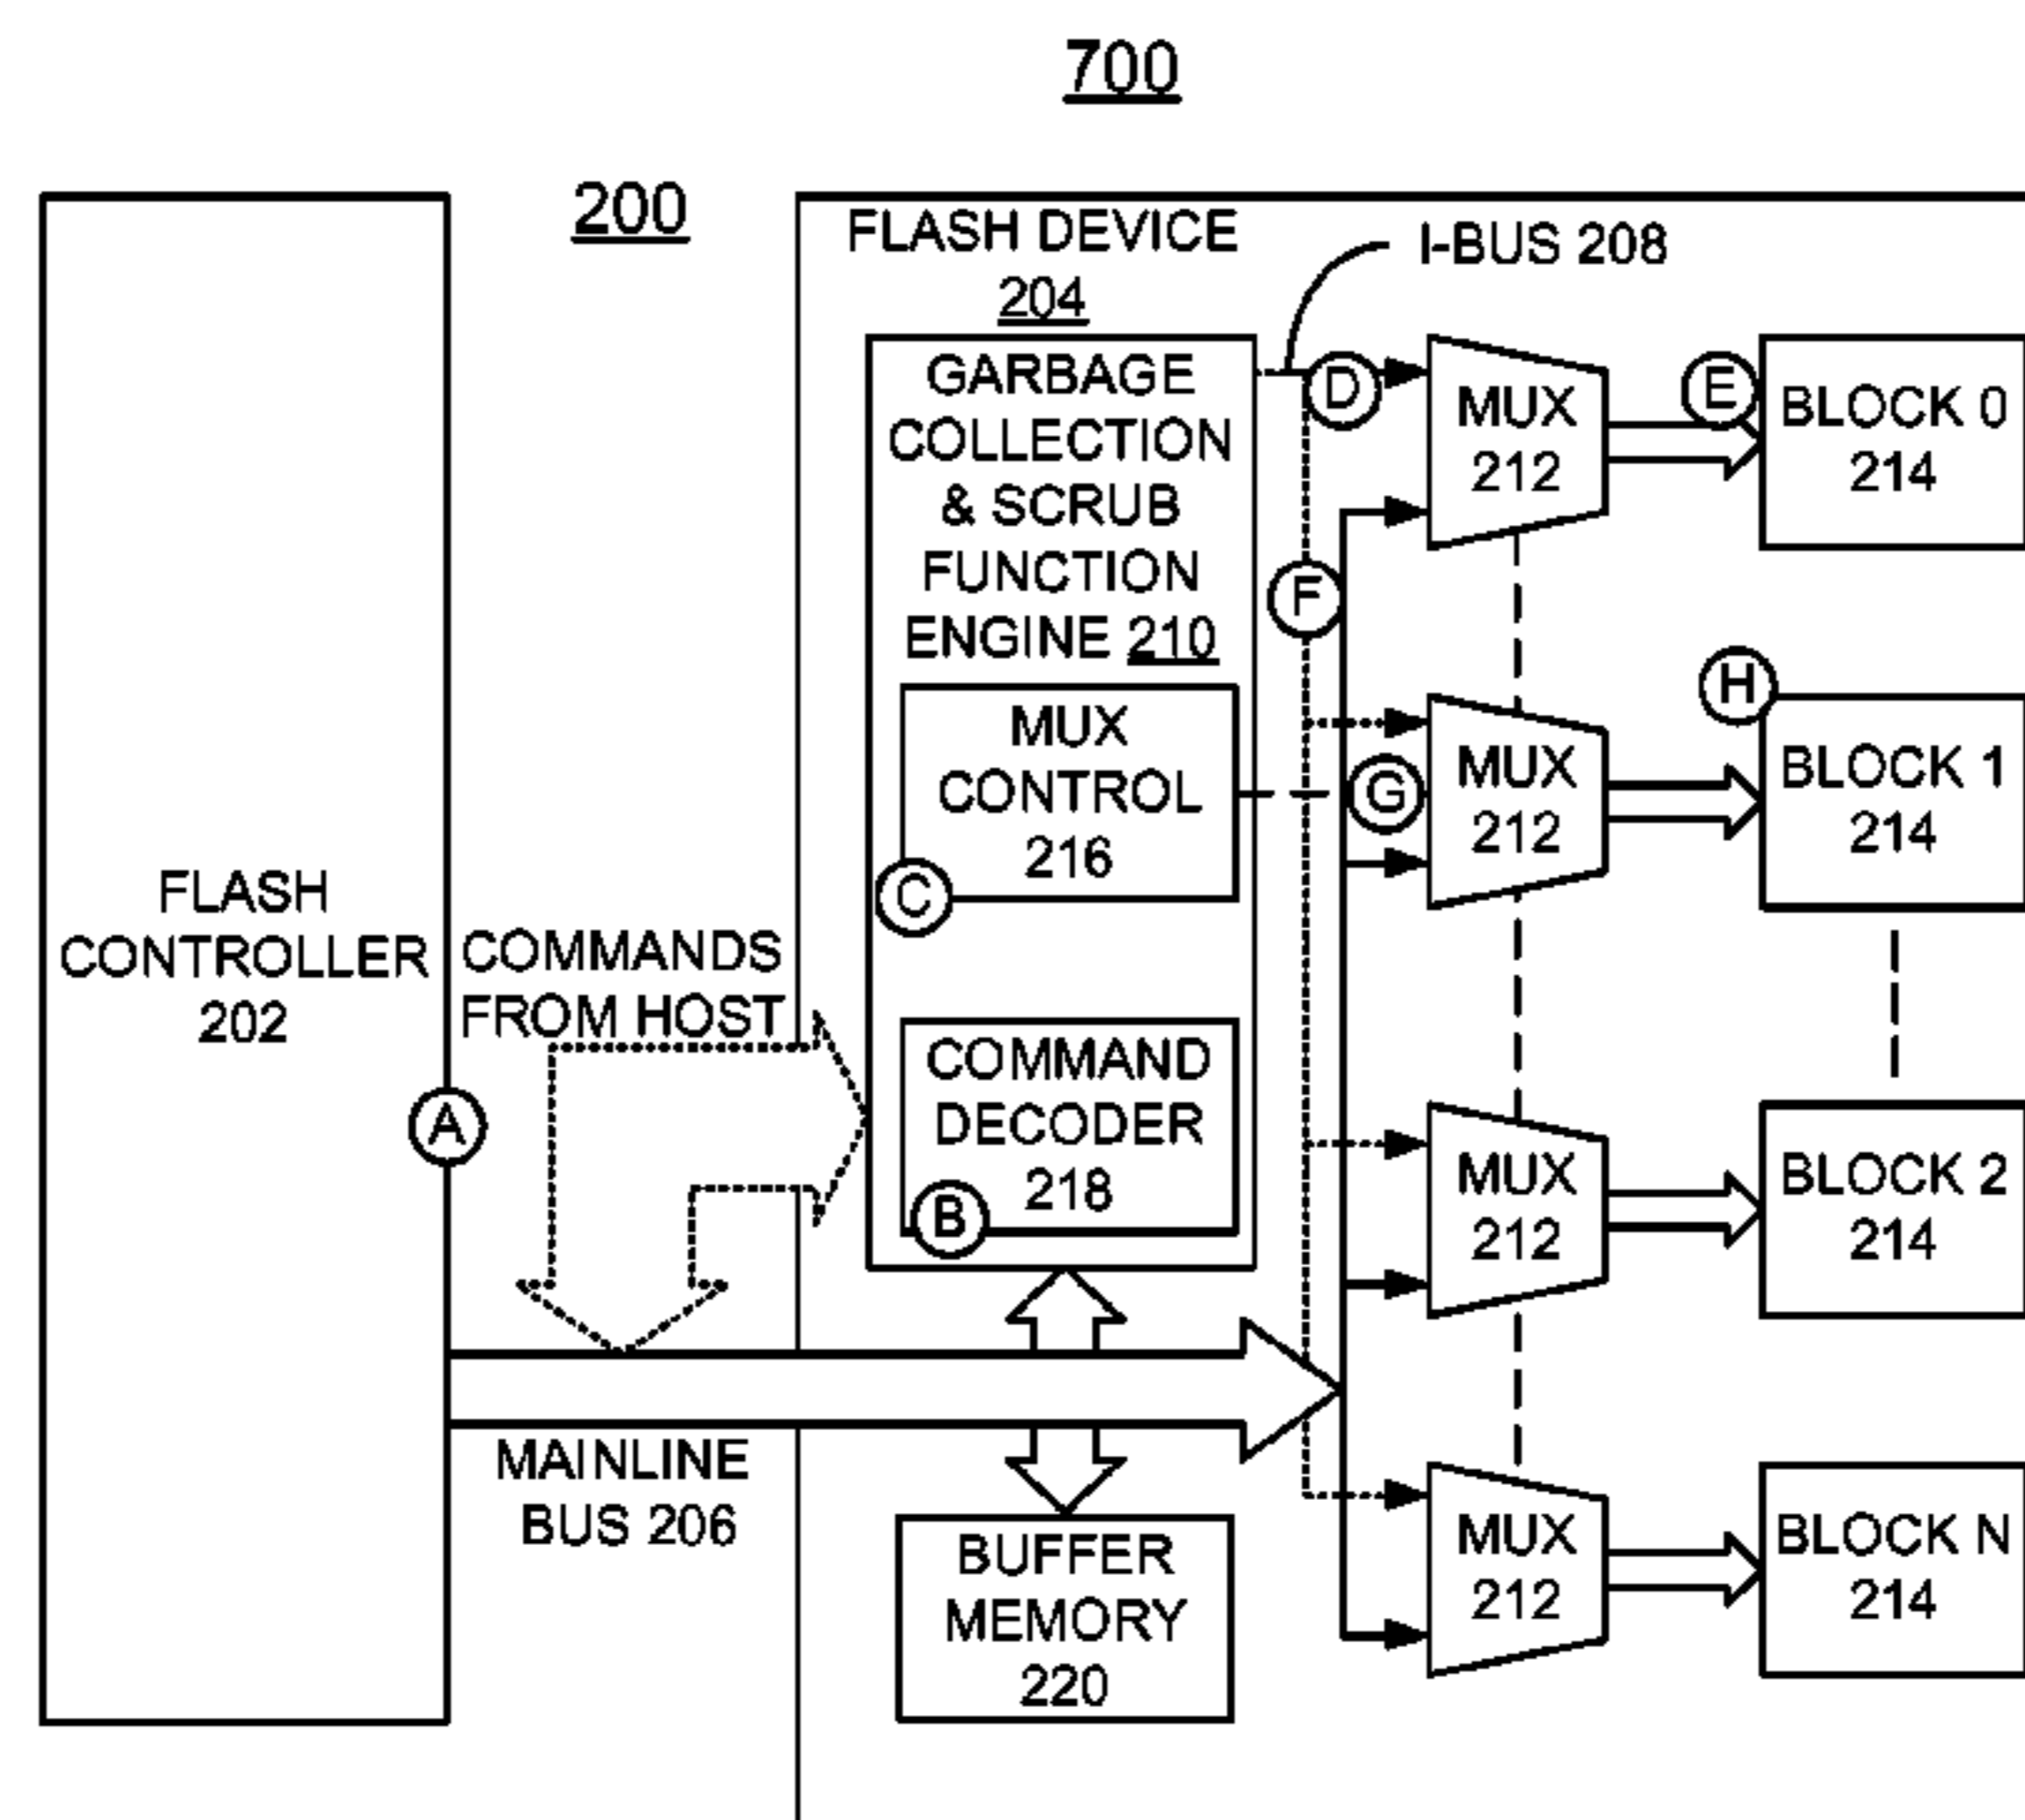 700
200
FLASH DEVICE
204
I-BUS 208
GARBAGE
COLLECTION
& SCRUB
FUNCTION
ENGINE 210
MUX
CONTROL
216
C
COMMAND
DECODER
218
B
FLASH
CONTROLLER
202
A
COMMANDS
FROM HOST
MAINLINE
BUS 206
BUFFER
MEMORY
220
D
F
G
MUX
212
E
BLOCK 0
214
MUX
212
H
BLOCK 1
214
MUX
212
BLOCK 2
214
MUX
212
BLOCK N
214